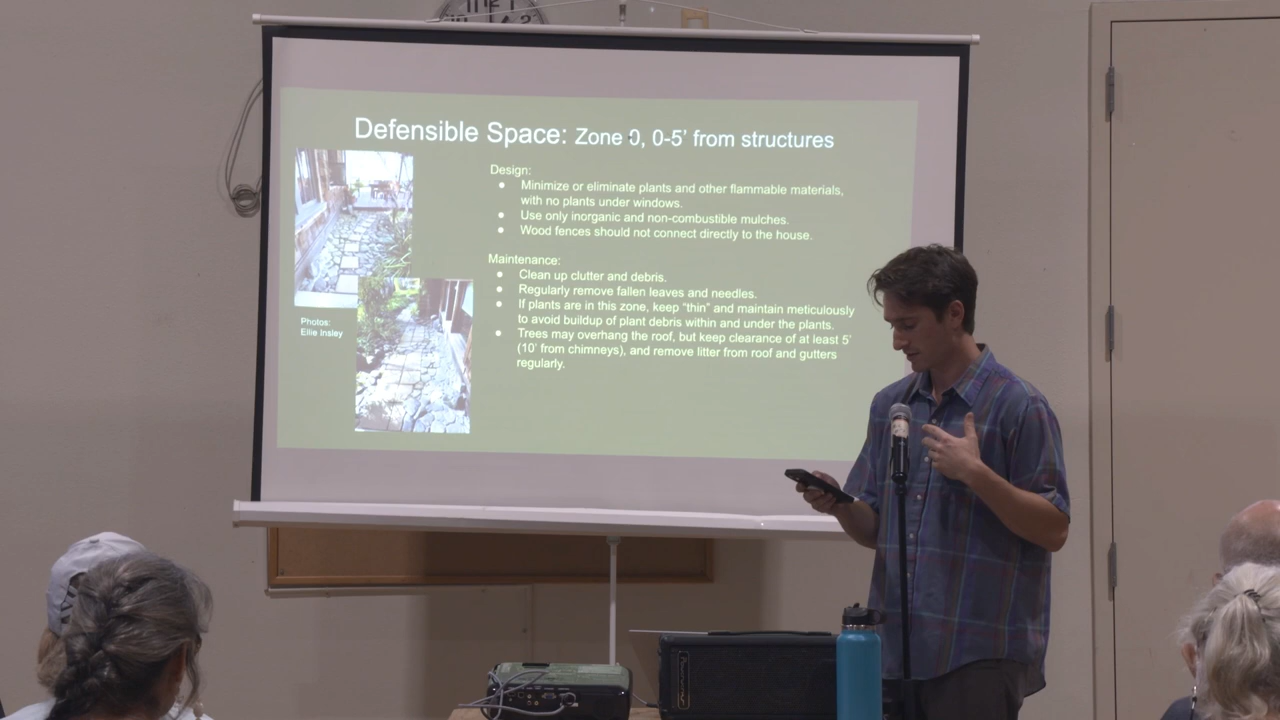 Defensible Space: Zone 0, 0-5' from structures
Design:
● Minimize or eliminate plants and other flammable materials,
with no plants under windows.
● Use only inorganic and non-combustible mulches.
● Wood fences should not connect directly to the house.
Maintenance:
● Clean up clutter and debris.
● Regularly remove fallen leaves and needles.
● If plants are in this zone, keep "thin" and maintain meticulously
to avoid buildup of plant debris within and under the plants.
● Trees may overhang the roof, but keep clearance of at least 5'
(10' from chimneys), and remove litter from roof and gutters
regularly.
Photos:
Ellie Insley